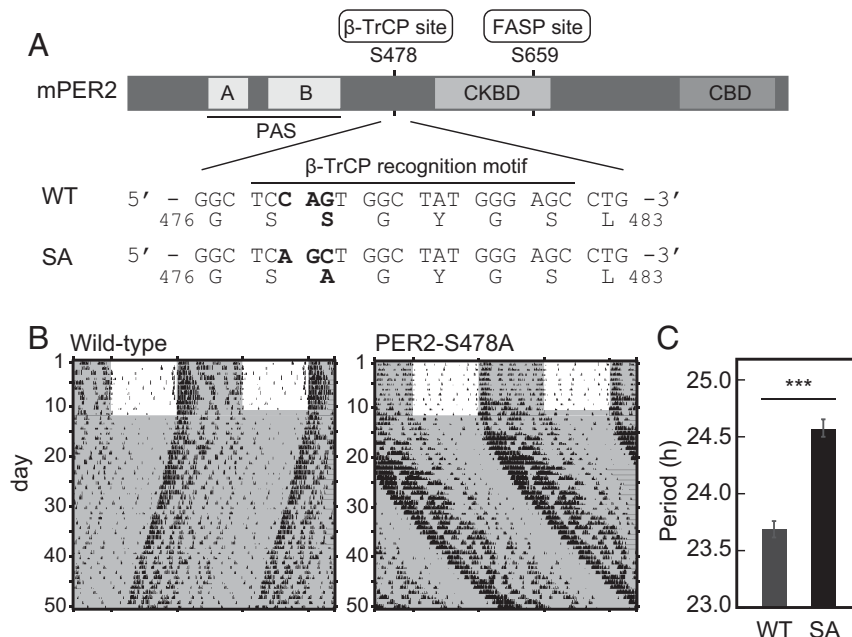 A
β-TrCP site FASP site
S478 S659
mPER2 A B CKBD CBD
PAS
β-TrCP recognition motif
WT 5′ - GGC TCC AGT GGC TAT GGG AGC CTG -3′
476 G S S G Y G S L 483
SA 5′ - GGC TCA GCT GGC TAT GGG AGC CTG -3′
476 G S A G Y G S L 483
B Wild-type PER2-S478A C
1 1
10 10
20 20
30 30
40 40
50 50
day
25.0
24.5
24.0
23.5
23.0
Period (h)
***
WT SA